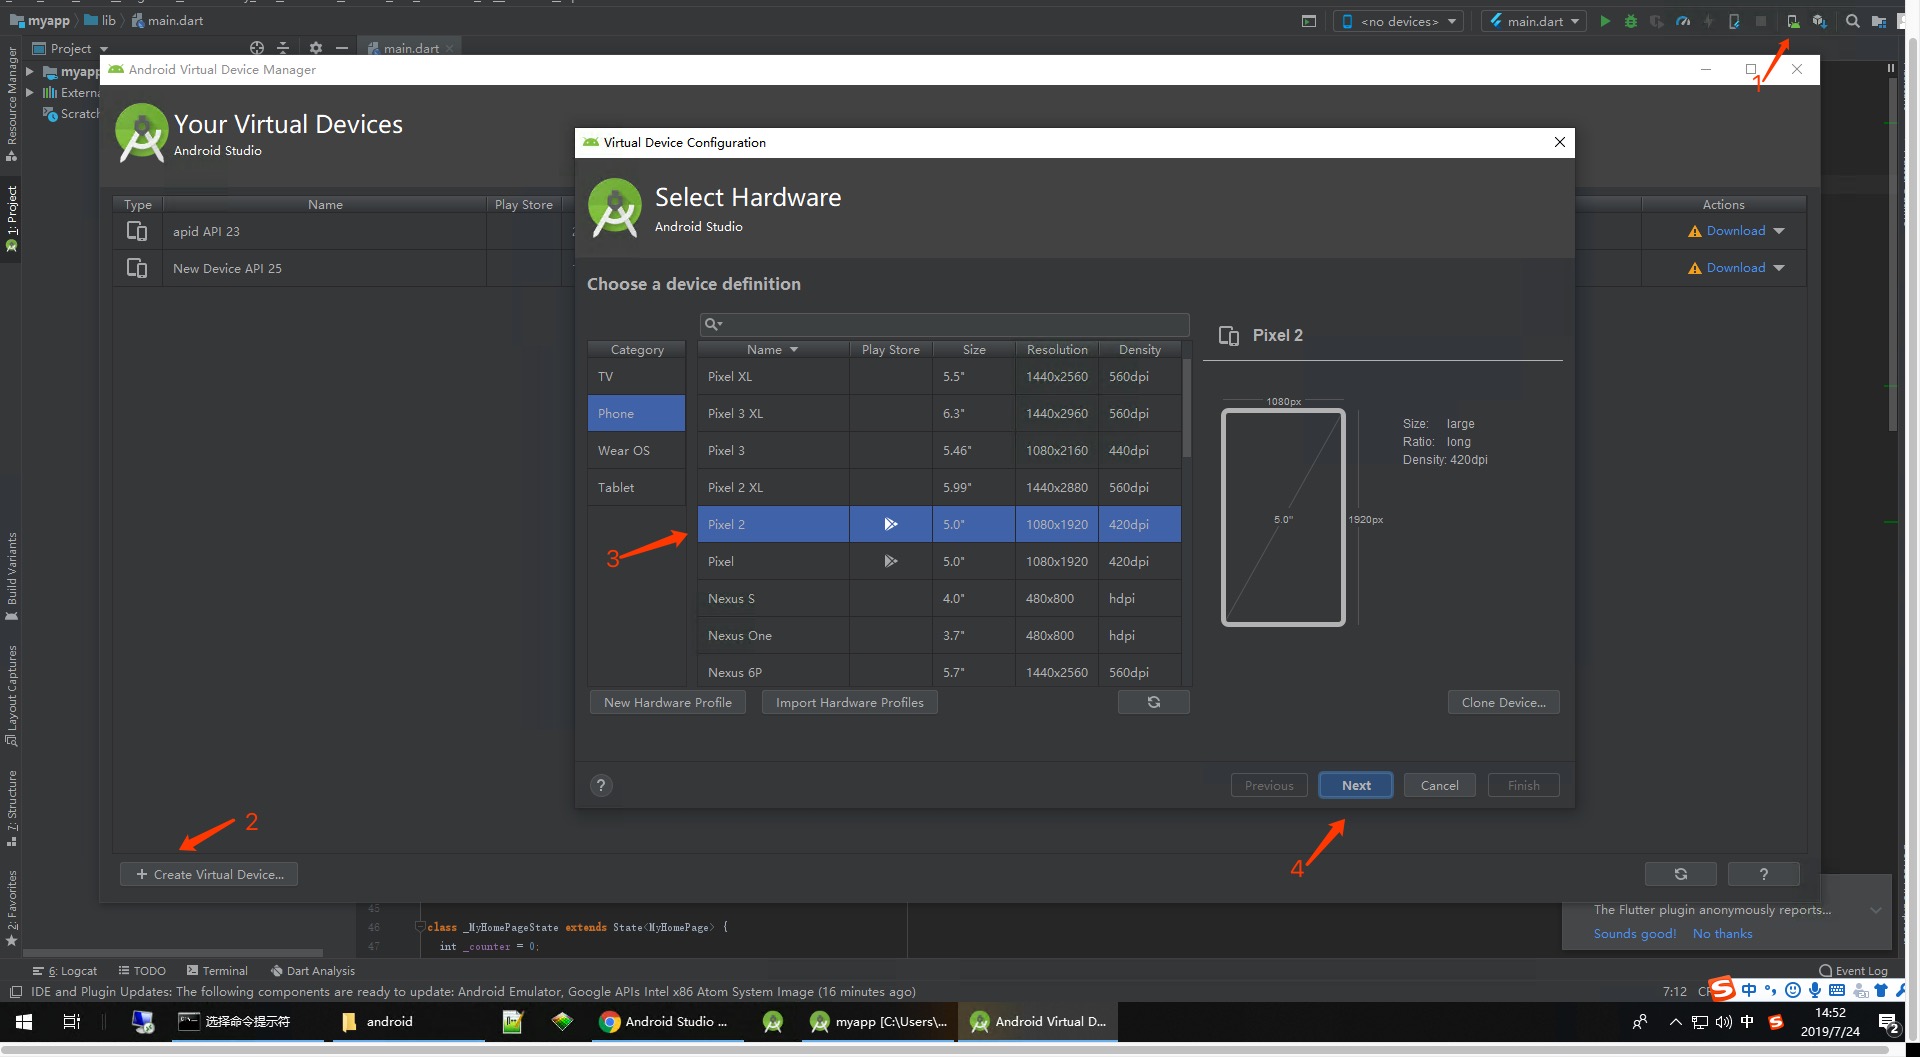 myapp lib main.dart
<no devices> main.dart
Project main.dart
Resource Manager
1: Project
Build Variants
Layout Captures
7: Structure
2: Favorites
myapp
Externa
Scratch
Android Virtual Device Manager
1
Your Virtual Devices
Android Studio
Type Name Play Store Actions
apid API 23 Download
New Device API 25 Download
Virtual Device Configuration
Select Hardware
Android Studio
Choose a device definition
Category
TV
Phone
Wear OS
Tablet
Name Play Store Size Resolution Density
Pixel XL 5.5" 1440x2560 560dpi
Pixel 3 XL 6.3" 1440x2960 560dpi
Pixel 3 5.46" 1080x2160 440dpi
Pixel 2 XL 5.99" 1440x2880 560dpi
Pixel 2 5.0" 1080x1920 420dpi
Pixel 5.0" 1080x1920 420dpi
Nexus S 4.0" 480x800 hdpi
Nexus One 3.7" 480x800 hdpi
Nexus 6P 5.7" 1440x2560 560dpi
3
Pixel 2
1080px
5.0"
1920px
Size: large
Ratio: long
Density: 420dpi
New Hardware Profile Import Hardware Profiles Clone Device...
? Previous Next Cancel Finish
2
4
+ Create Virtual Device... ?
45
46 class _MyHomePageState extends State<MyHomePage> {
47 int _counter = 0;
The Flutter plugin anonymously reports...
Sounds good! No thanks
6: Logcat TODO Terminal Dart Analysis Event Log
IDE and Plugin Updates: The following components are ready to update: Android Emulator, Google APIs Intel x86 Atom System Image (16 minutes ago) 7:12
中
选择命令提示符 android Android Studio ... myapp [C:\Users\... Android Virtual D... 中 14:52
2019/7/24
2